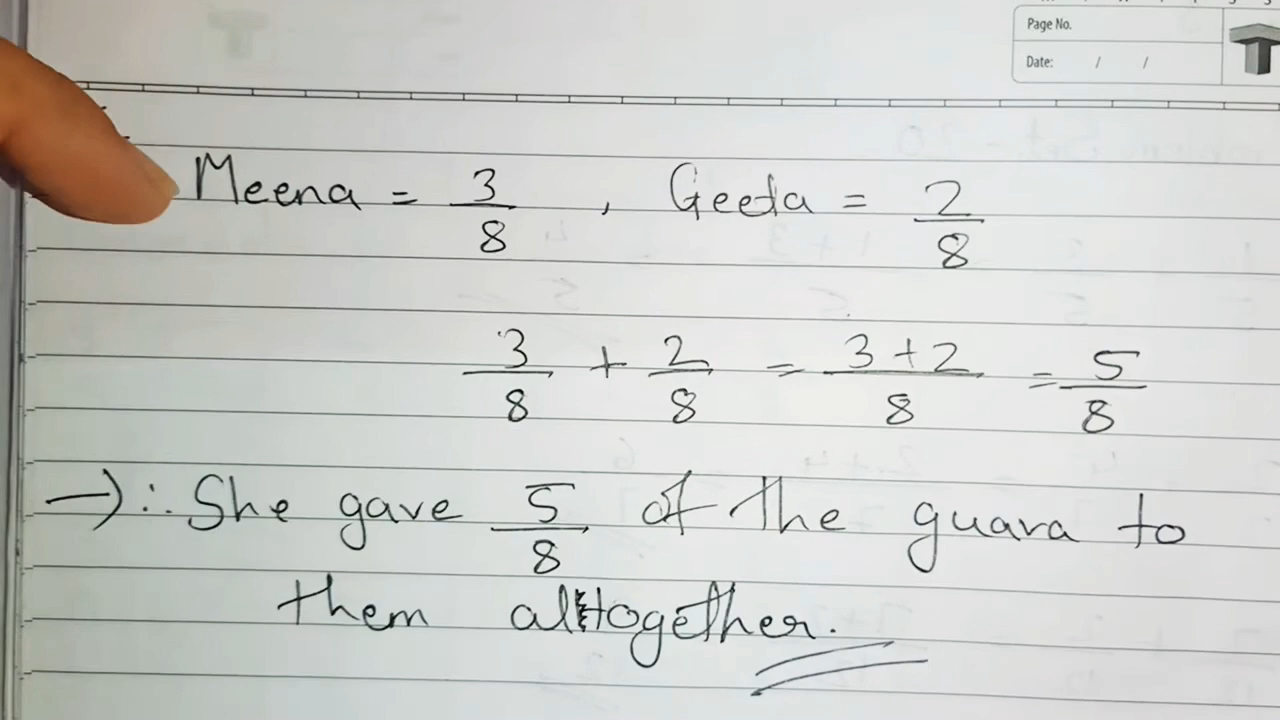 Page No.
Date: / /
Meena = 3/8 , Geeta = 2/8
3/8 + 2/8 = 3+2/8 = 5/8
→ ∴ She gave 5/8 of the guava to
them altogether.